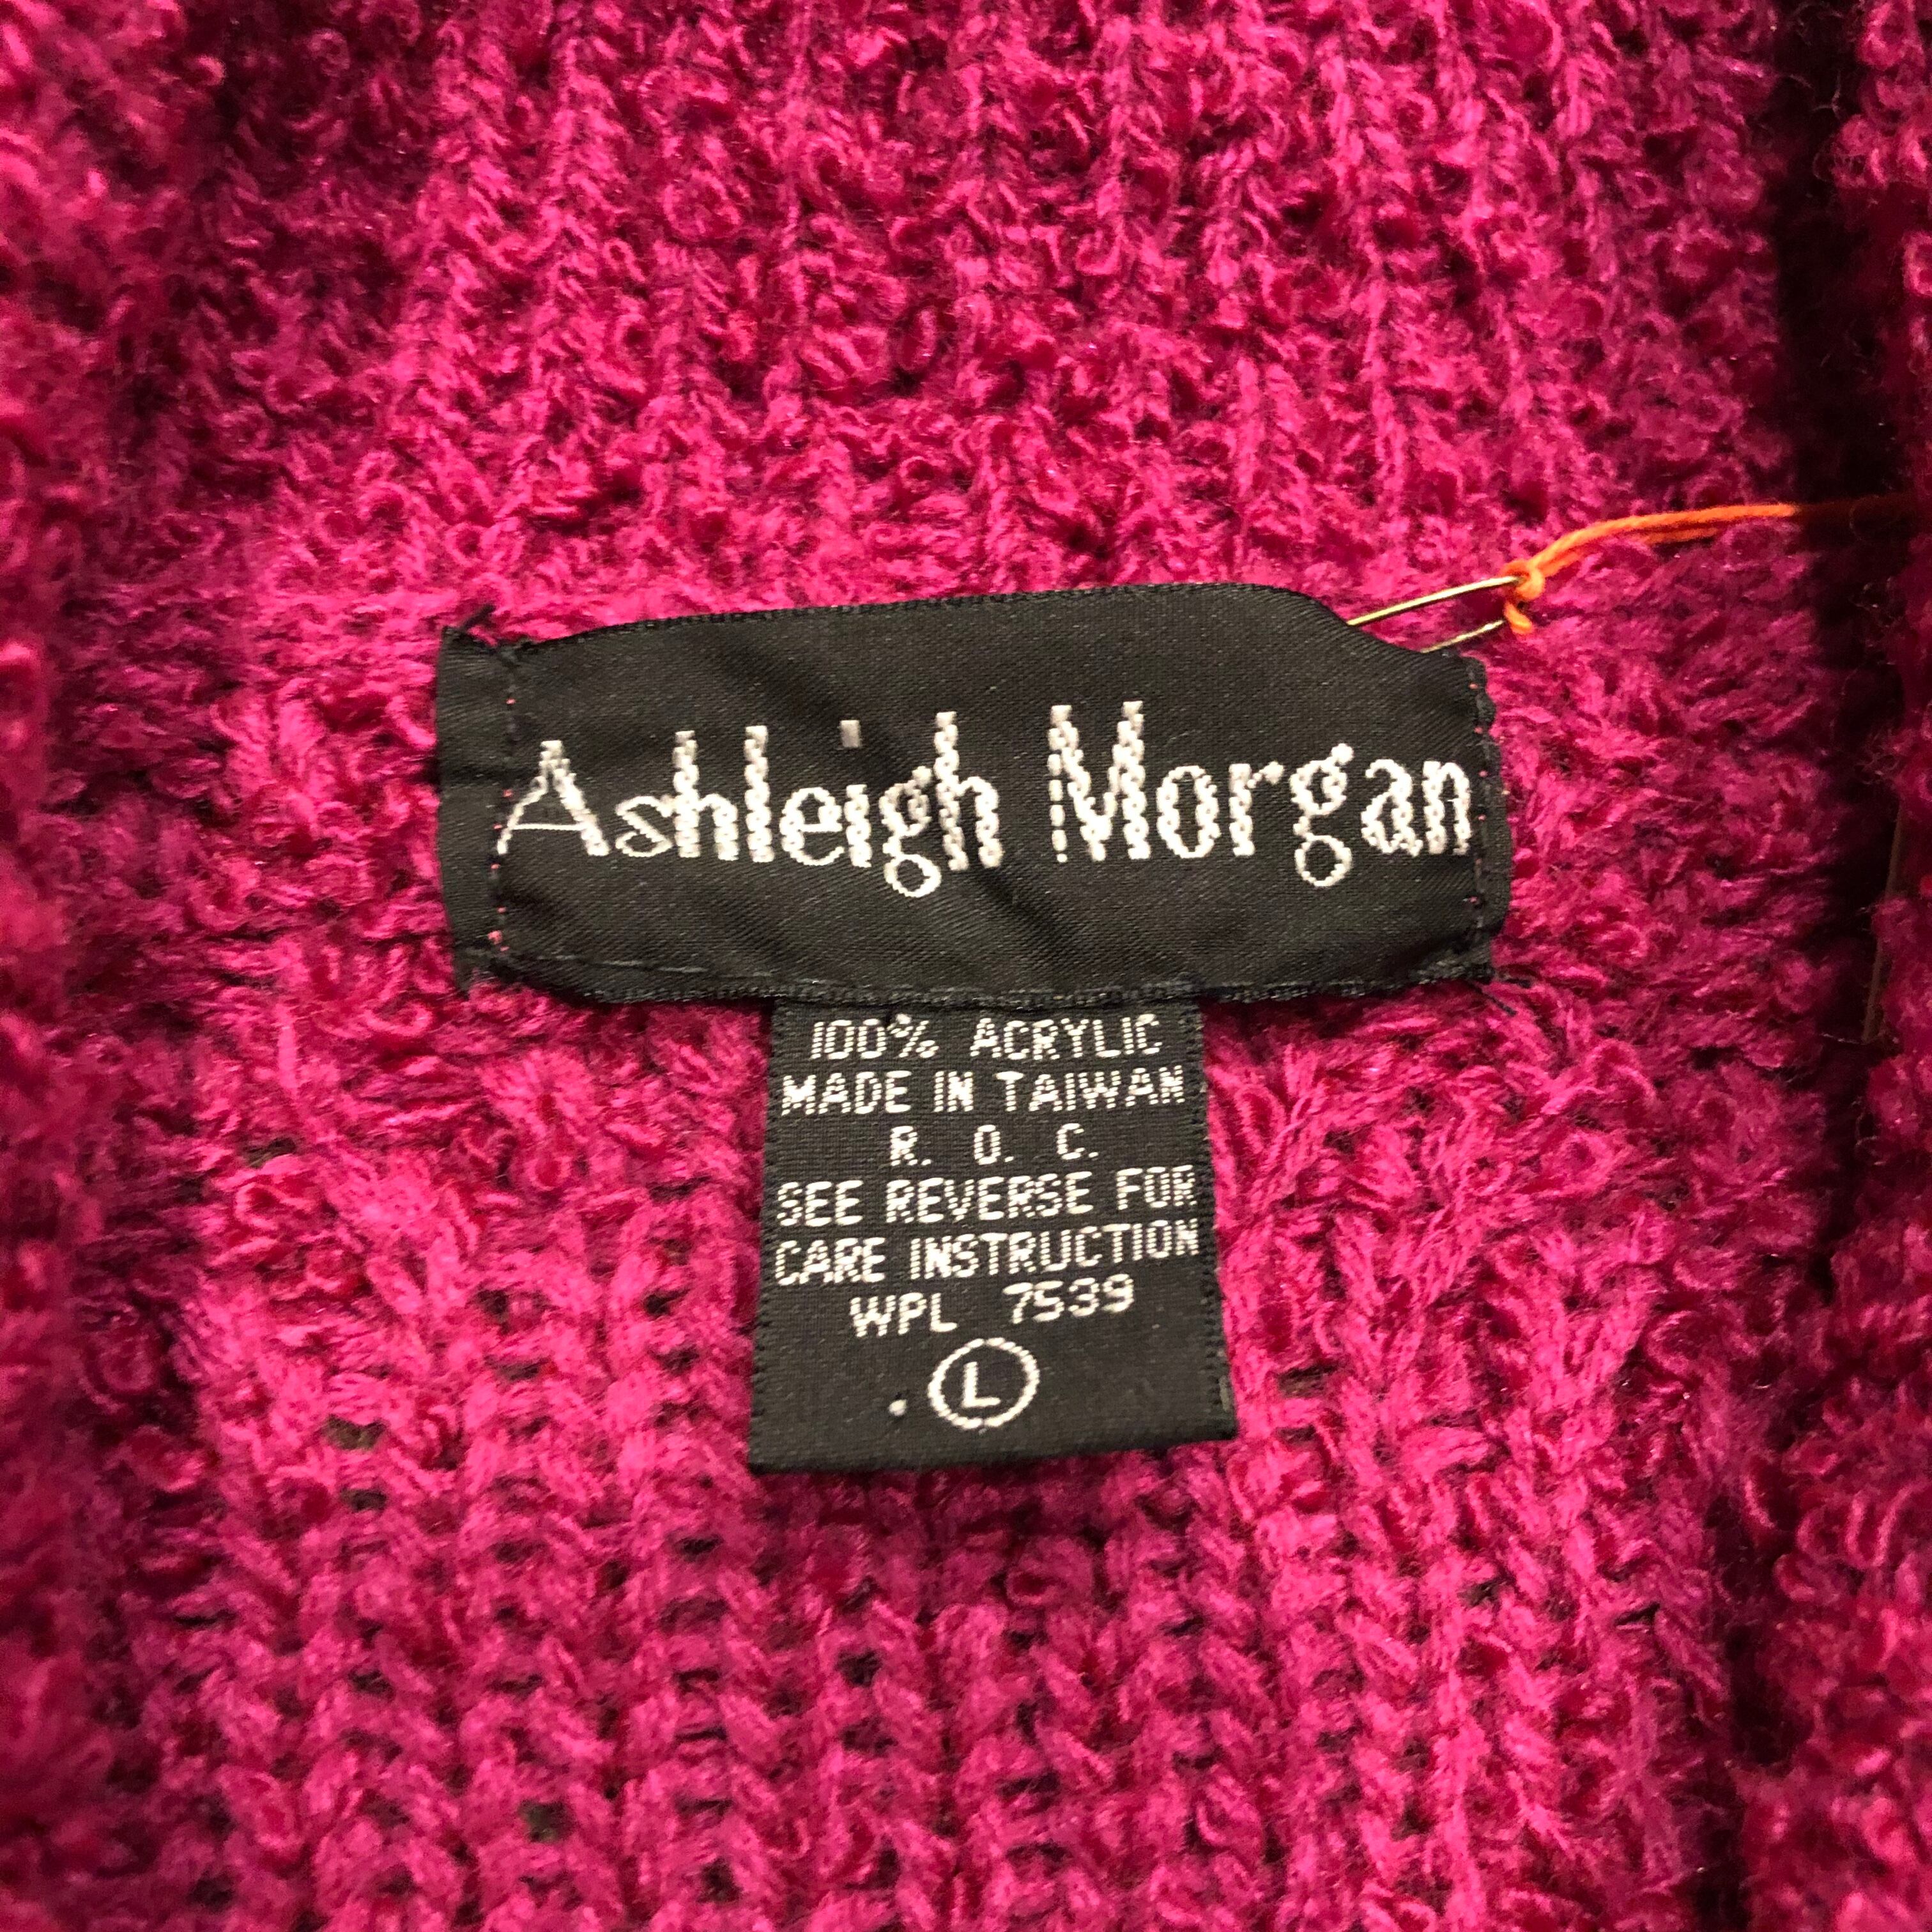 Ashleigh Morgan
100% ACRYLIC
MADE IN TAIWAN
R. O. C.
SEE REVERSE FOR
CARE INSTRUCTION
WPL 7539
L